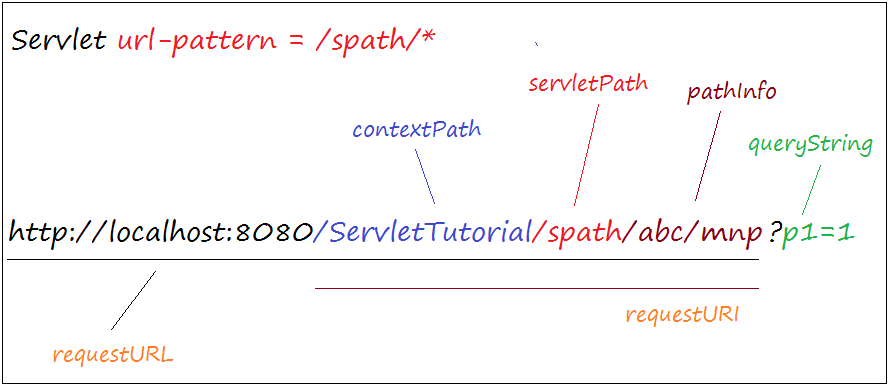 Servlet url-pattern = /spath/*
servletPath
pathInfo
contextPath
queryString
http://localhost:8080/ServletTutorial/spath/abc/mnp?p1=1
requestURI
requestURL